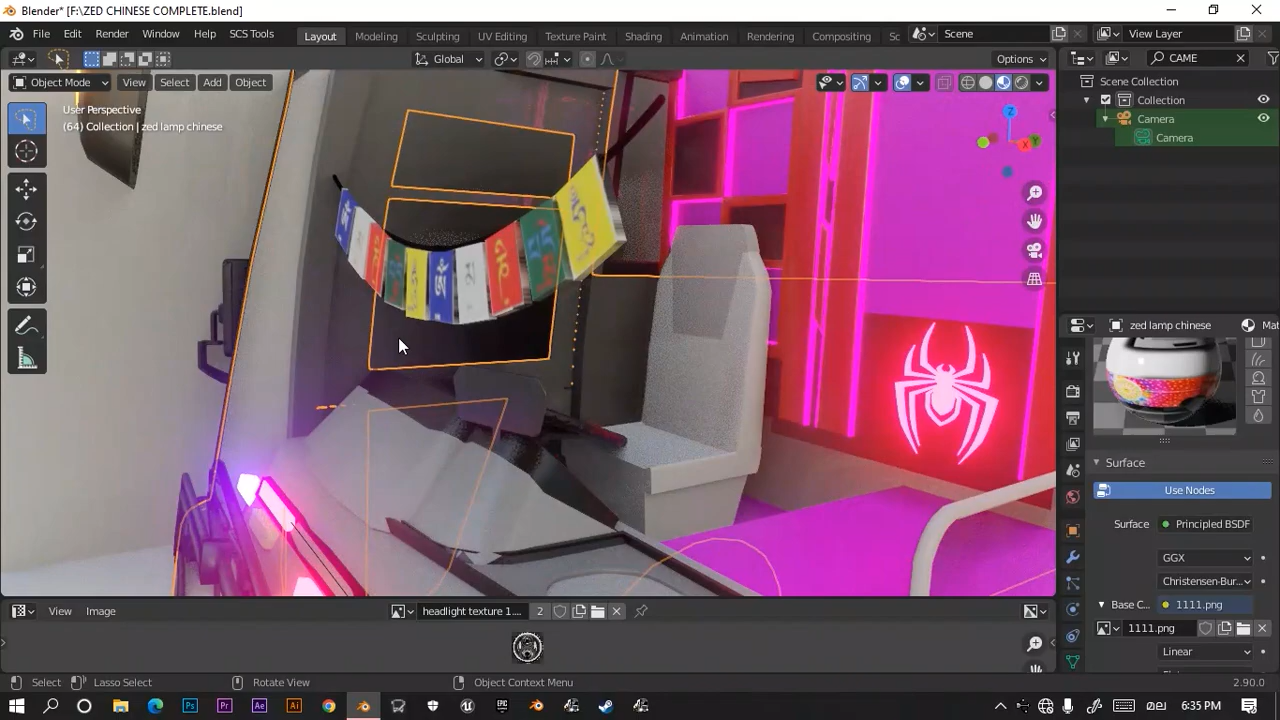 Blender* [F:\ZED CHINESE COMPLETE.blend]
File Edit Render Window Help SCS Tools Layout Modeling Sculpting UV Editing Texture Paint Shading Animation Rendering Compositing Sc Scene View Layer
Global Options CAME
Object Mode View Select Add Object
User Perspective
(64) Collection | zed lamp chinese
Scene Collection
Collection
Camera
Camera
zed lamp chinese Ma
Surface
Use Nodes
Surface Principled BSDF
GGX
Christensen-Bur...
Base C... 1111.png
1111.png
Linear
View Image headlight texture 1.... 2
Select Lasso Select Rotate View Object Context Menu 2.90.0
6:35 PM